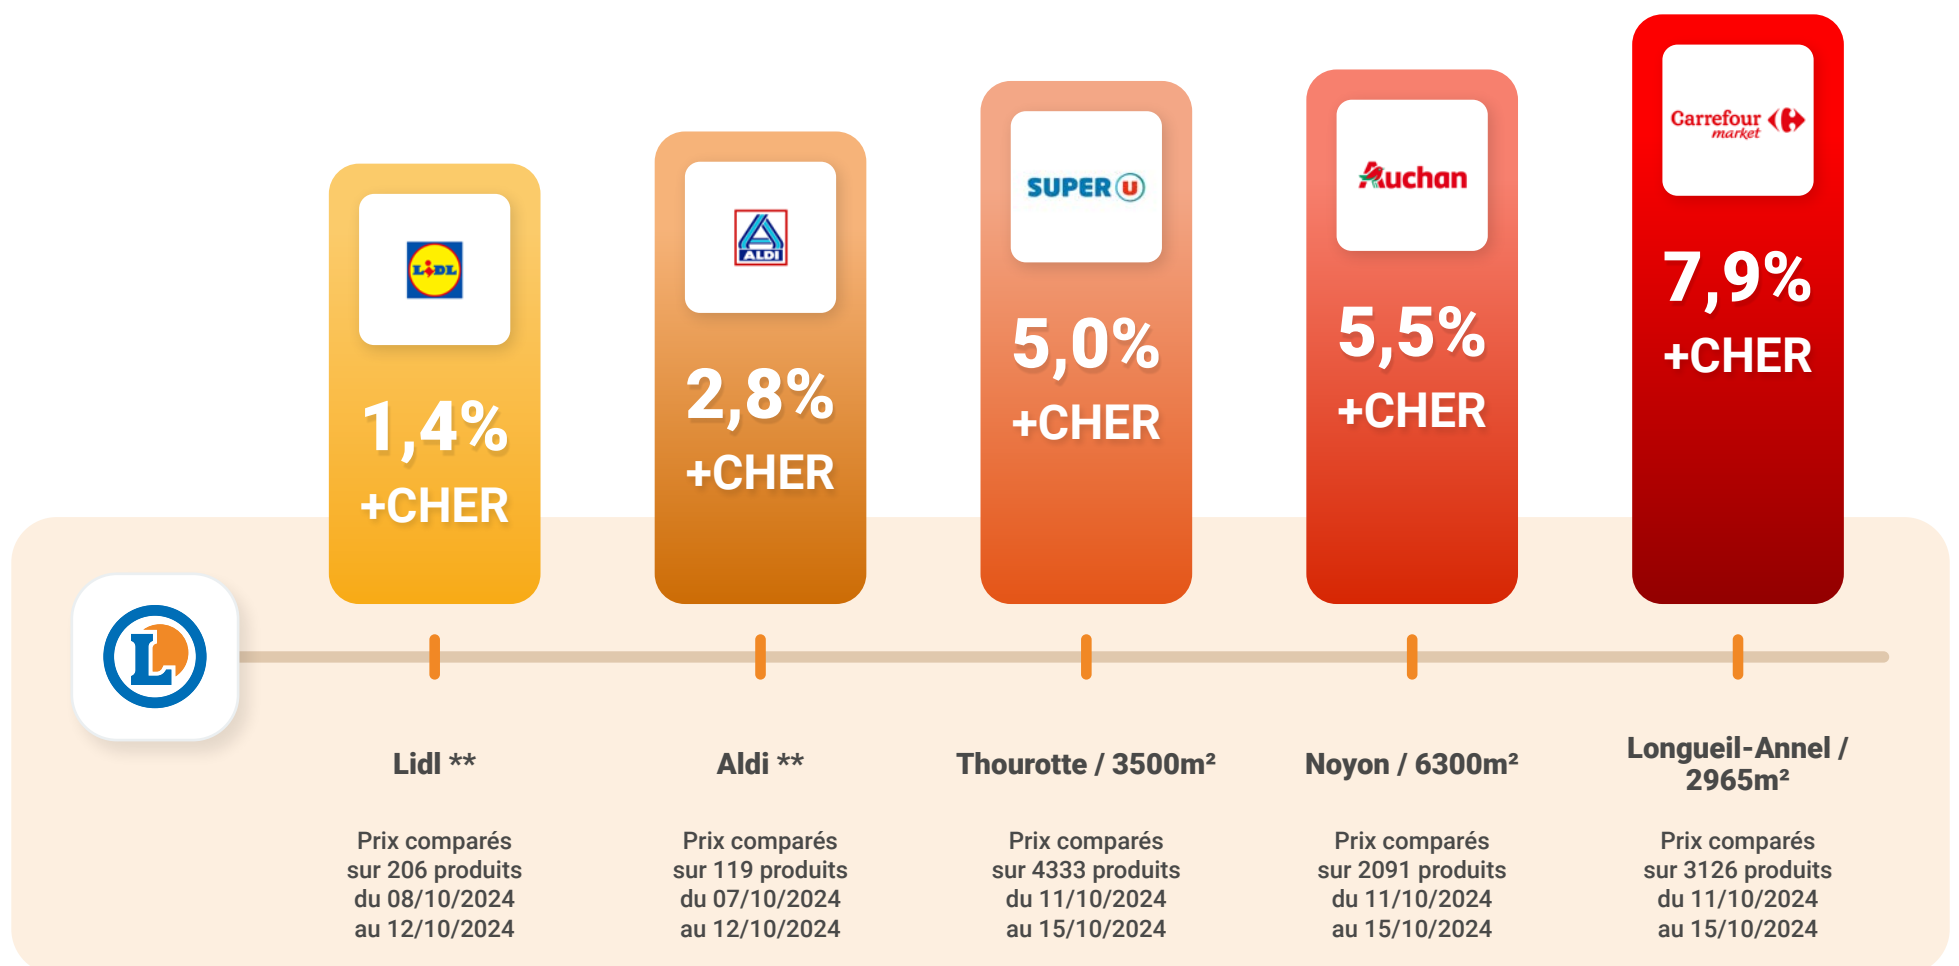 LIDL
1,4%
+CHER
ALDI
2,8%
+CHER
SUPER U
5,0%
+CHER
Auchan
5,5%
+CHER
Carrefour
market
7,9%
+CHER
L
Lidl **
Prix comparés
sur 206 produits
du 08/10/2024
au 12/10/2024
Aldi **
Prix comparés
sur 119 produits
du 07/10/2024
au 12/10/2024
Thourotte / 3500m²
Prix comparés
sur 4333 produits
du 11/10/2024
au 15/10/2024
Noyon / 6300m²
Prix comparés
sur 2091 produits
du 11/10/2024
au 15/10/2024
Longueil-Annel /
2965m²
Prix comparés
sur 3126 produits
du 11/10/2024
au 15/10/2024